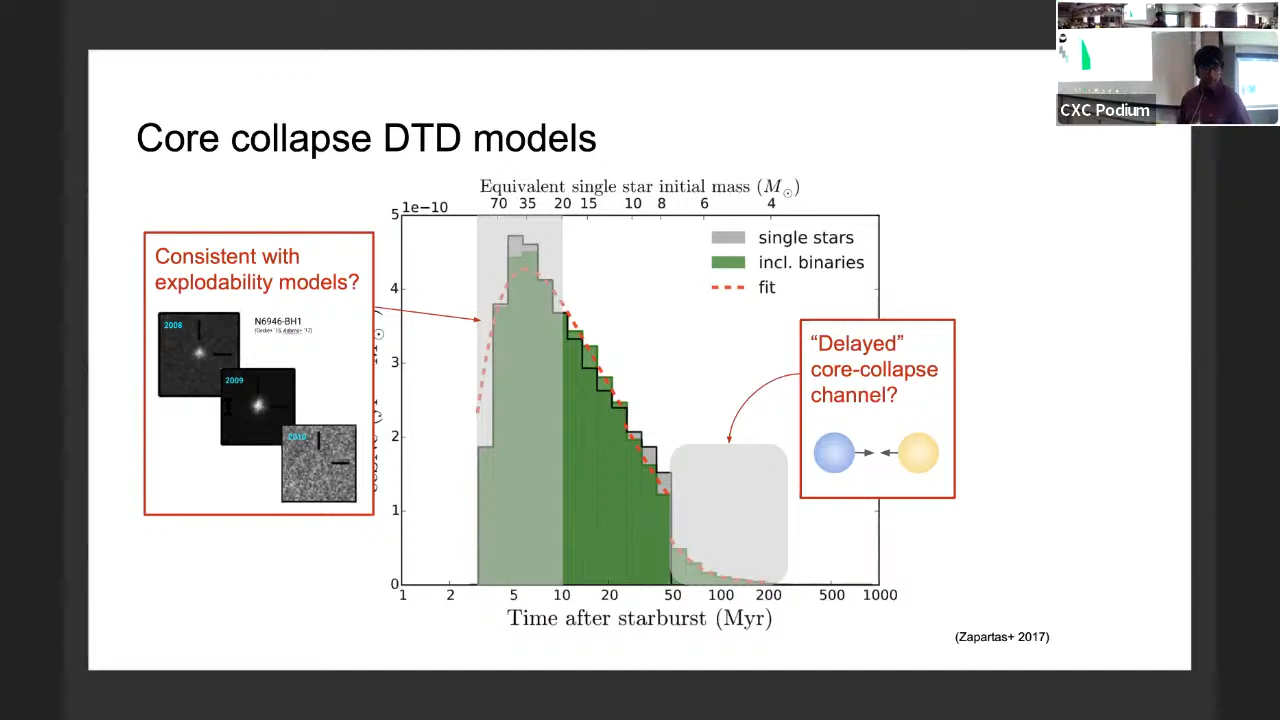 CXC Podium
Core collapse DTD models
Equivalent single star initial mass (M☉)
70 35 20 15 10 8 6 4
1e−10
5
4
3
2
1
0
single stars
incl. binaries
fit
Consistent with
explodability models?
2008
N6946-BH1
2009
2010
"Delayed"
core-collapse
channel?
1 2 5 10 20 50 100 200 500 1000
Time after starburst (Myr)
(Zapartas+ 2017)